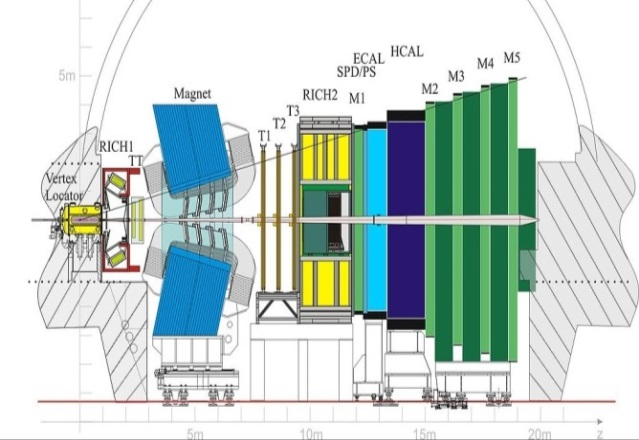 5m
Magnet
RICH1
TT
Vertex
Locator
T1
T2
T3
RICH2
SPD/PS
ECAL
HCAL
M1
M2
M3
M4
M5
5m
10m
15m
20m
z